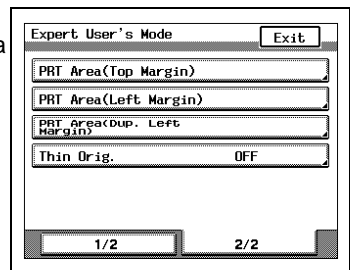 a
Expert User's Mode
Exit
PRT Area(Top Margin)
PRT Area(Left Margin)
PRT Area(Dup. Left
Margin)
Thin Orig. OFF
1/2 2/2